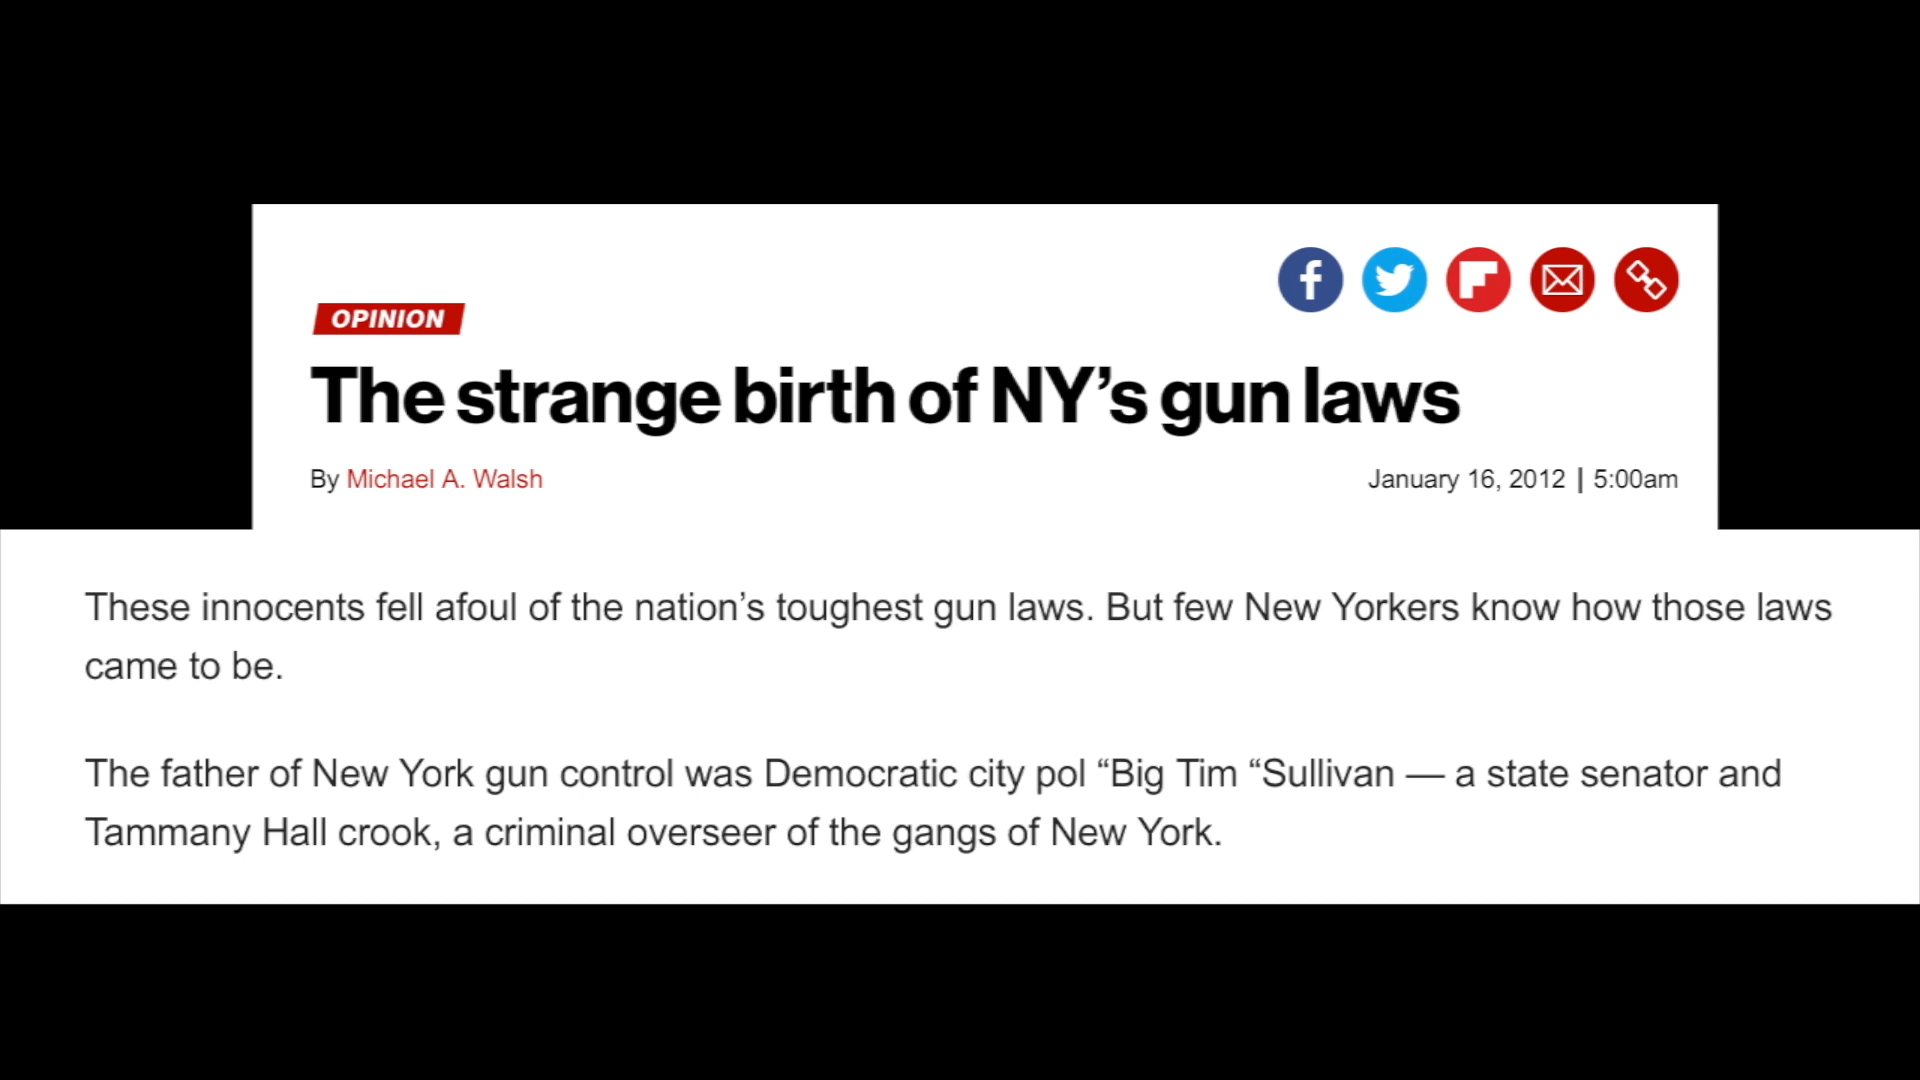 OPINION
The strange birth of NY’s gun laws
By Michael A. Walsh
January 16, 2012 | 5:00am
These innocents fell afoul of the nation’s toughest gun laws. But few New Yorkers know how those laws
came to be.
The father of New York gun control was Democratic city pol “Big Tim “Sullivan — a state senator and
Tammany Hall crook, a criminal overseer of the gangs of New York.